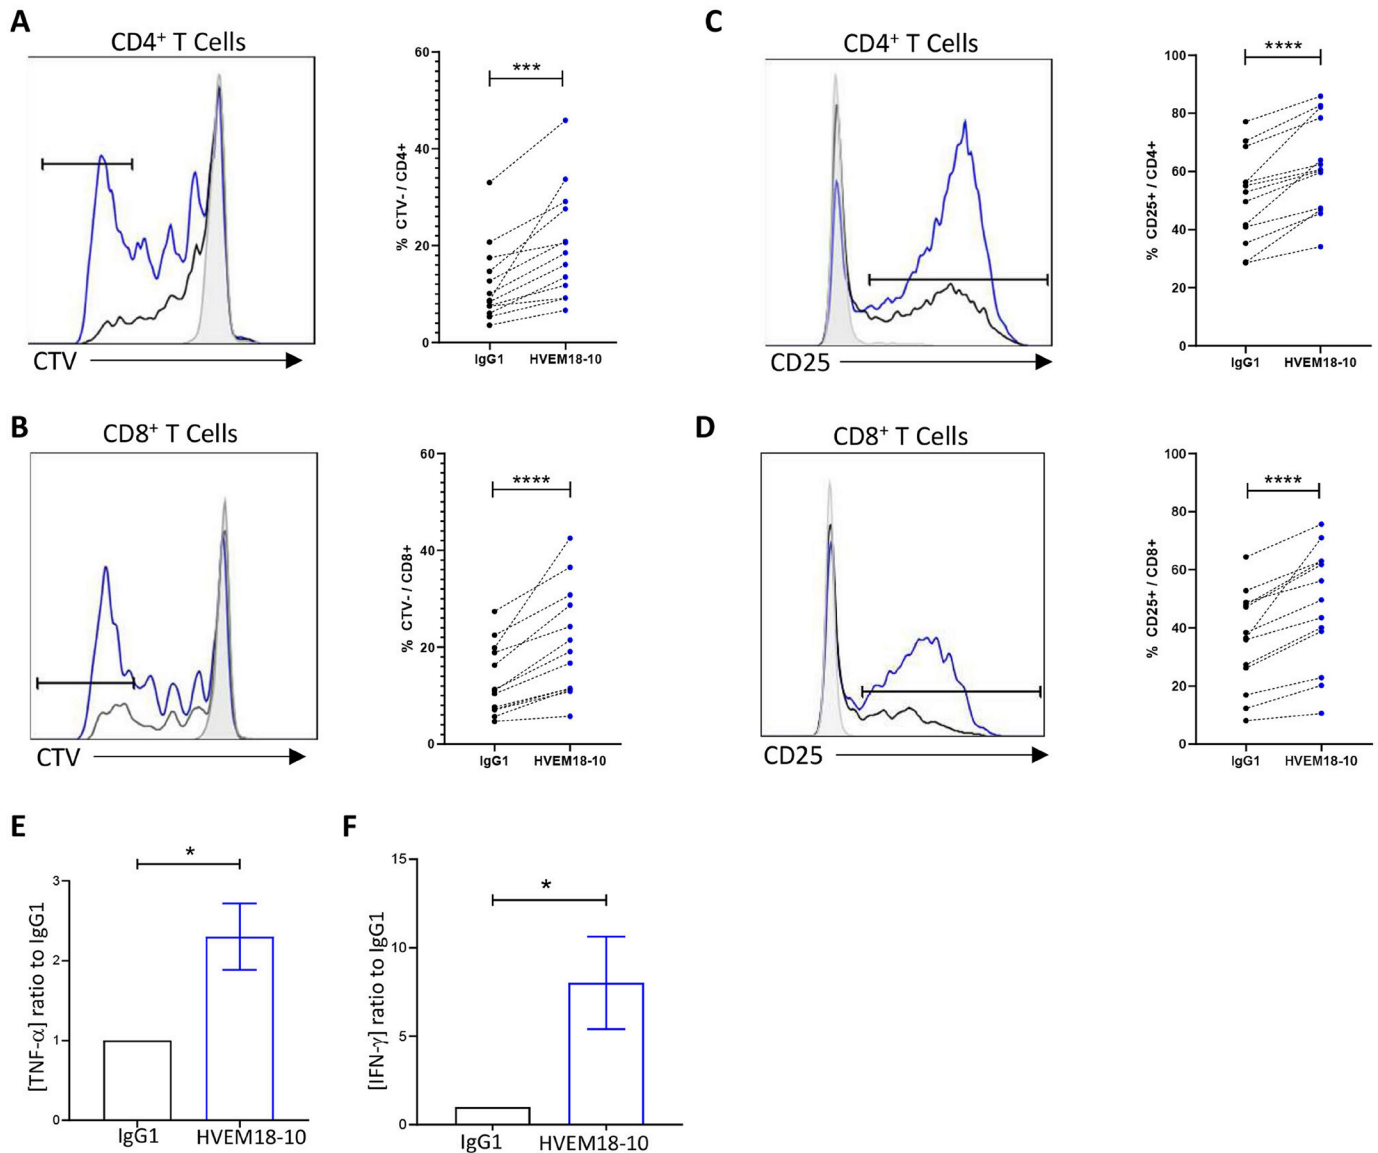 A
CD4+ T Cells
CTV
% CTV- / CD4+
60
40
20
0
***
IgG1
HVEM18-10
C
CD4+ T Cells
CD25
% CD25+ / CD4+
100
80
60
40
20
0
****
IgG1
HVEM18-10
B
CD8+ T Cells
CTV
% CTV- / CD8+
60
40
20
0
****
IgG1
HVEM18-10
D
CD8+ T Cells
CD25
% CD25+ / CD8+
100
80
60
40
20
0
****
IgG1
HVEM18-10
E
[TNF-α] ratio to IgG1
3
2
1
0
*
IgG1
HVEM18-10
F
[IFN-γ] ratio to IgG1
15
10
5
0
*
IgG1
HVEM18-10